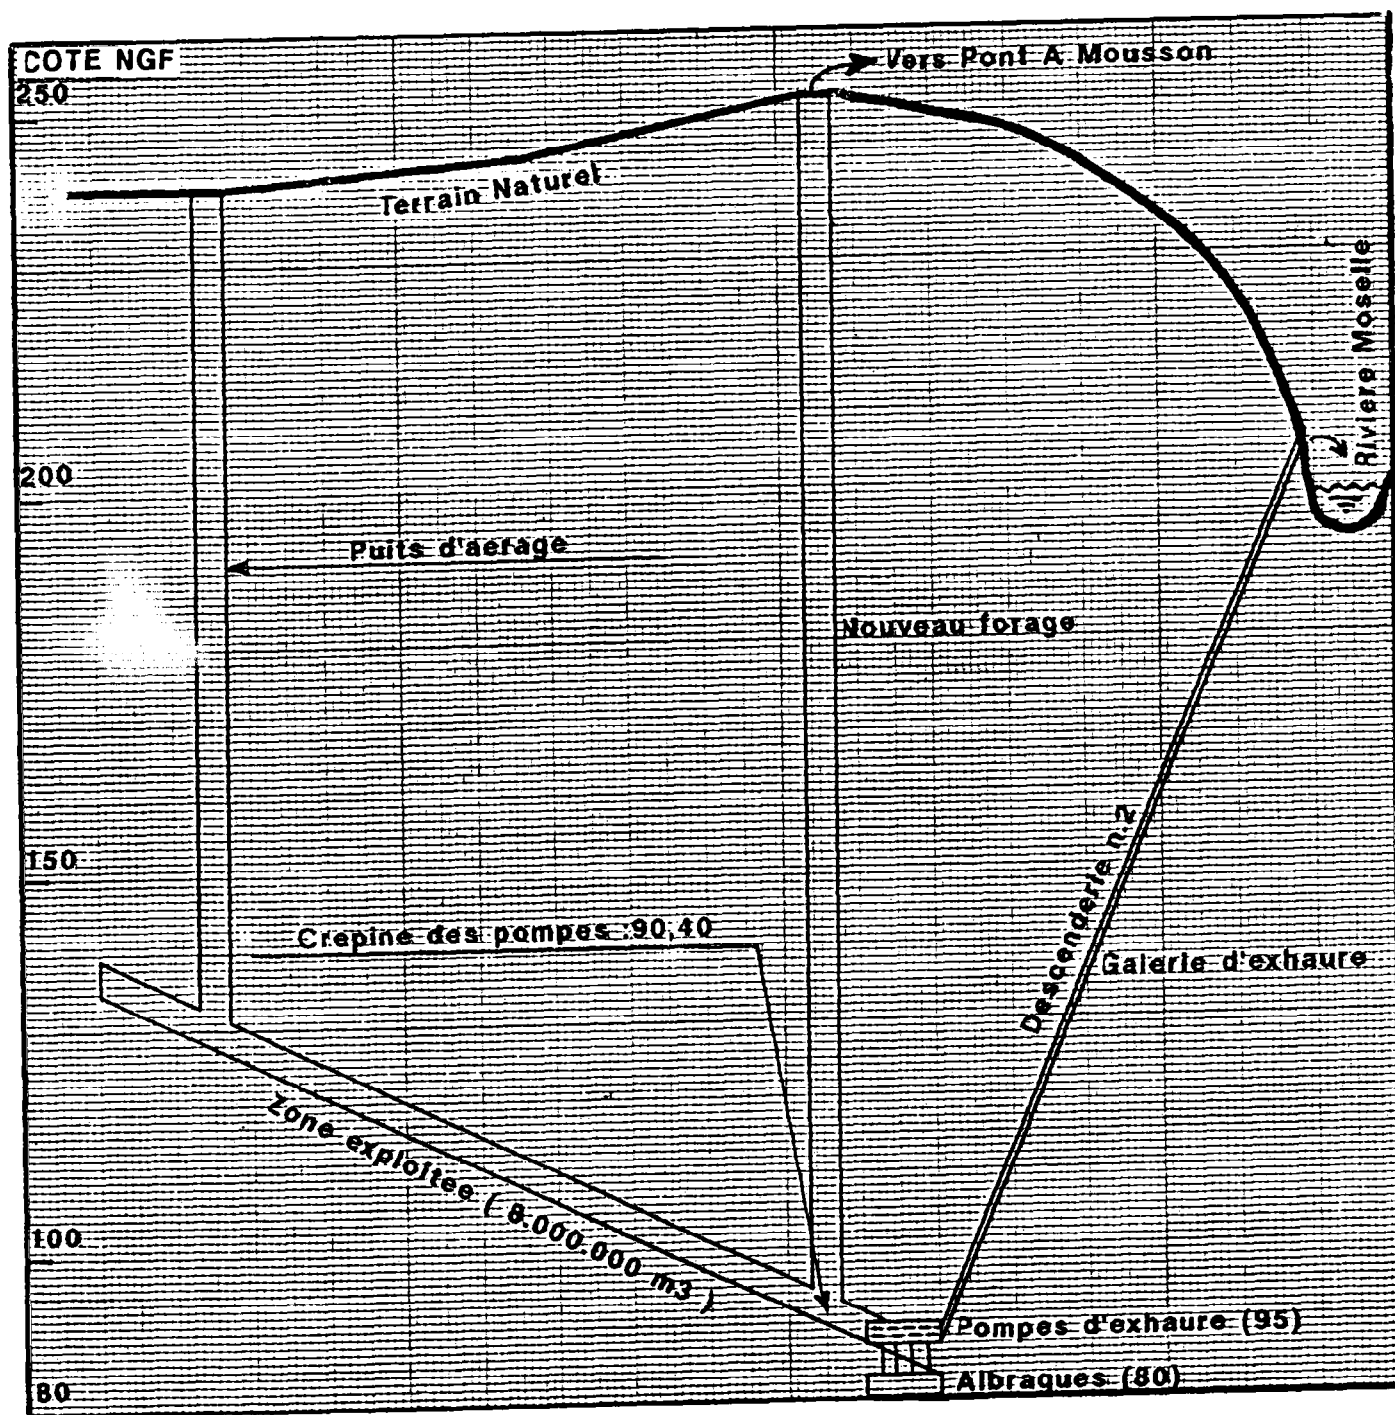 COTE NGF
250
Vers Pont A Mousson
Terrain Naturel
Riviere Moselle
200
Puits d'aerage
Nouveau forage
150
Descenderie n.2
Crepine des pompes :90,40
Galerie d'exhaure
Zone exploitee ( 8.000.000 m3 )
100
Pompes d'exhaure (95)
Albraques (80)
80